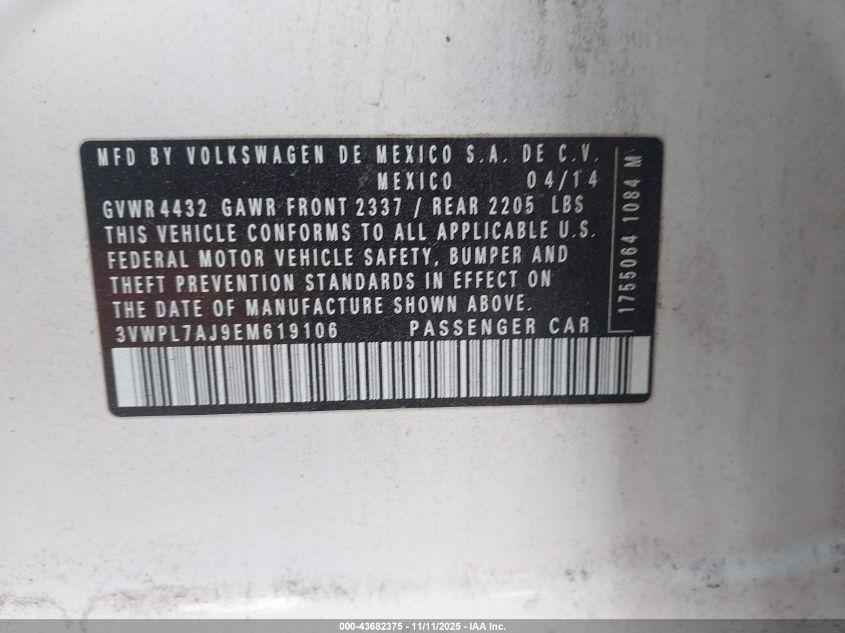 MFD BY VOLKSWAGEN DE MEXICO S.A. DE C.V.
MEXICO 04/14
GVWR 4432 GAWR FRONT 2337 / REAR 2205 LBS
THIS VEHICLE CONFORMS TO ALL APPLICABLE U.S.
FEDERAL MOTOR VEHICLE SAFETY, BUMPER AND
THEFT PREVENTION STANDARDS IN EFFECT ON
THE DATE OF MANUFACTURE SHOWN ABOVE.
3VWPL7AJ9EM619106 PASSENGER CAR
1755064 1084 M
000-43682375 - 11/11/2025 - IAA Inc.